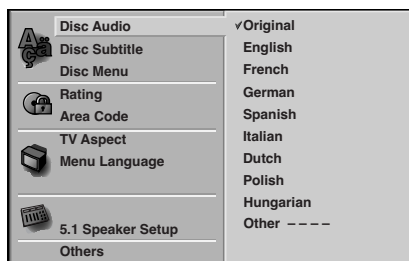 Disc Audio
Disc Subtitle
Disc Menu
Rating
Area Code
TV Aspect
Menu Language
5.1 Speaker Setup
Others
✓Original
English
French
German
Spanish
Italian
Dutch
Polish
Hungarian
Other – – – –